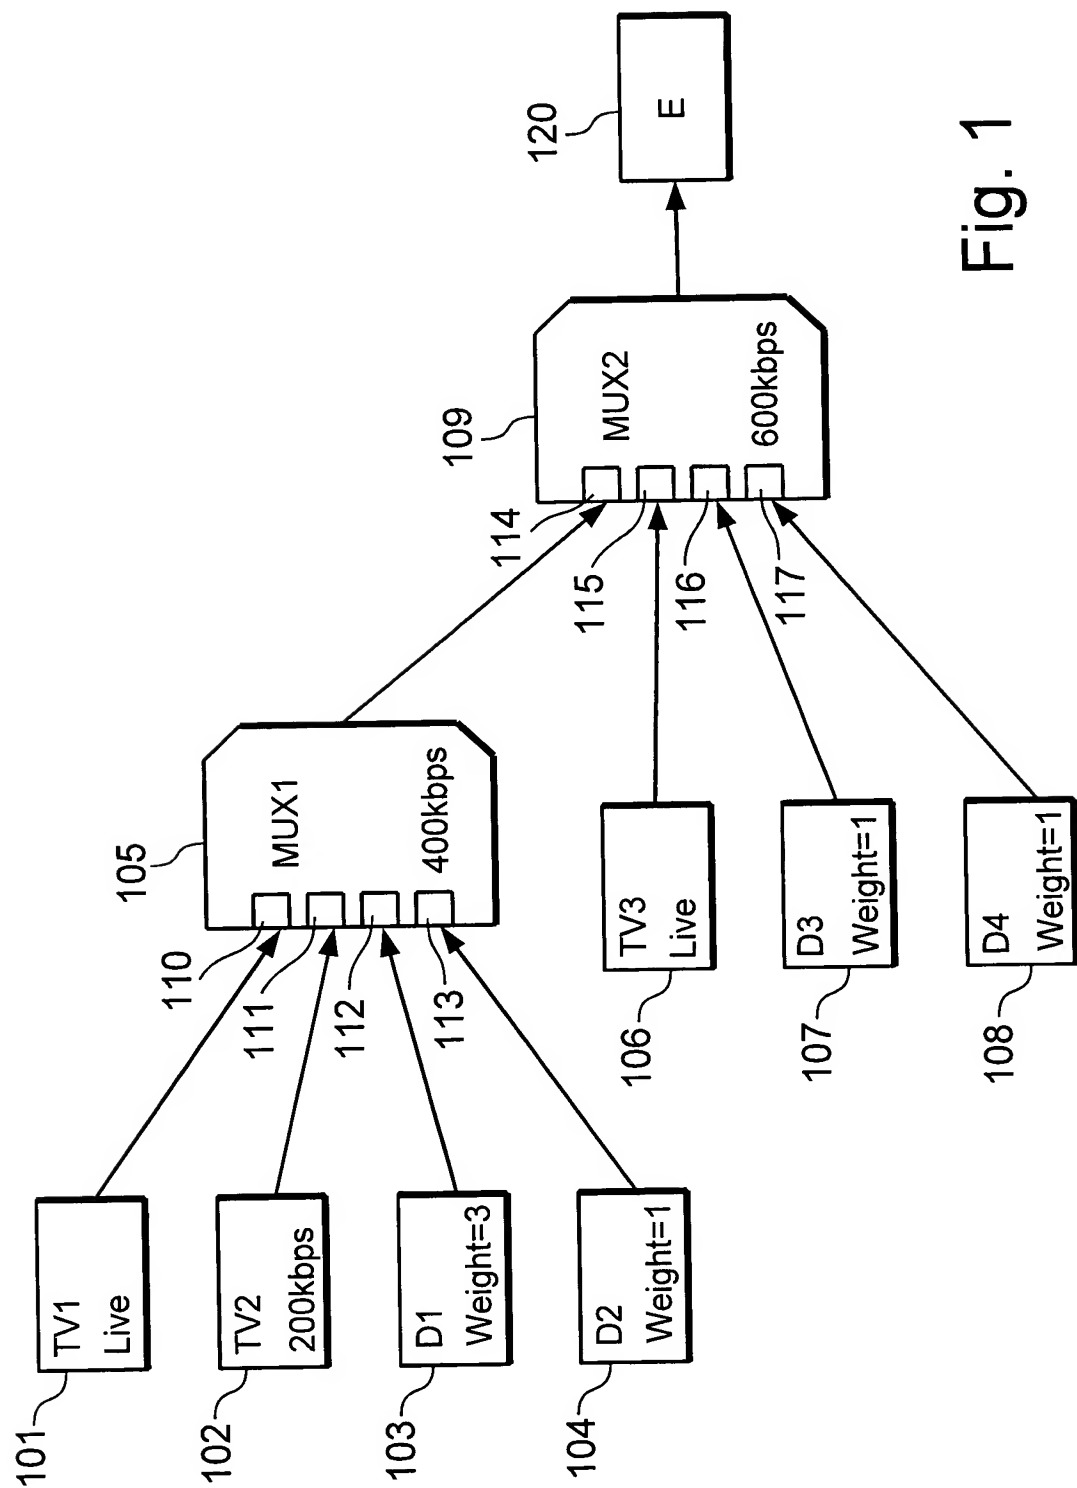 101
TV1
Live
102
TV2
200kbps
103
D1
Weight=3
104
D2
Weight=1
105
MUX1
400kbps
110
111
112
113
106
TV3
Live
107
D3
Weight=1
108
D4
Weight=1
109
MUX2
600kbps
114
115
116
117
120
E
Fig. 1